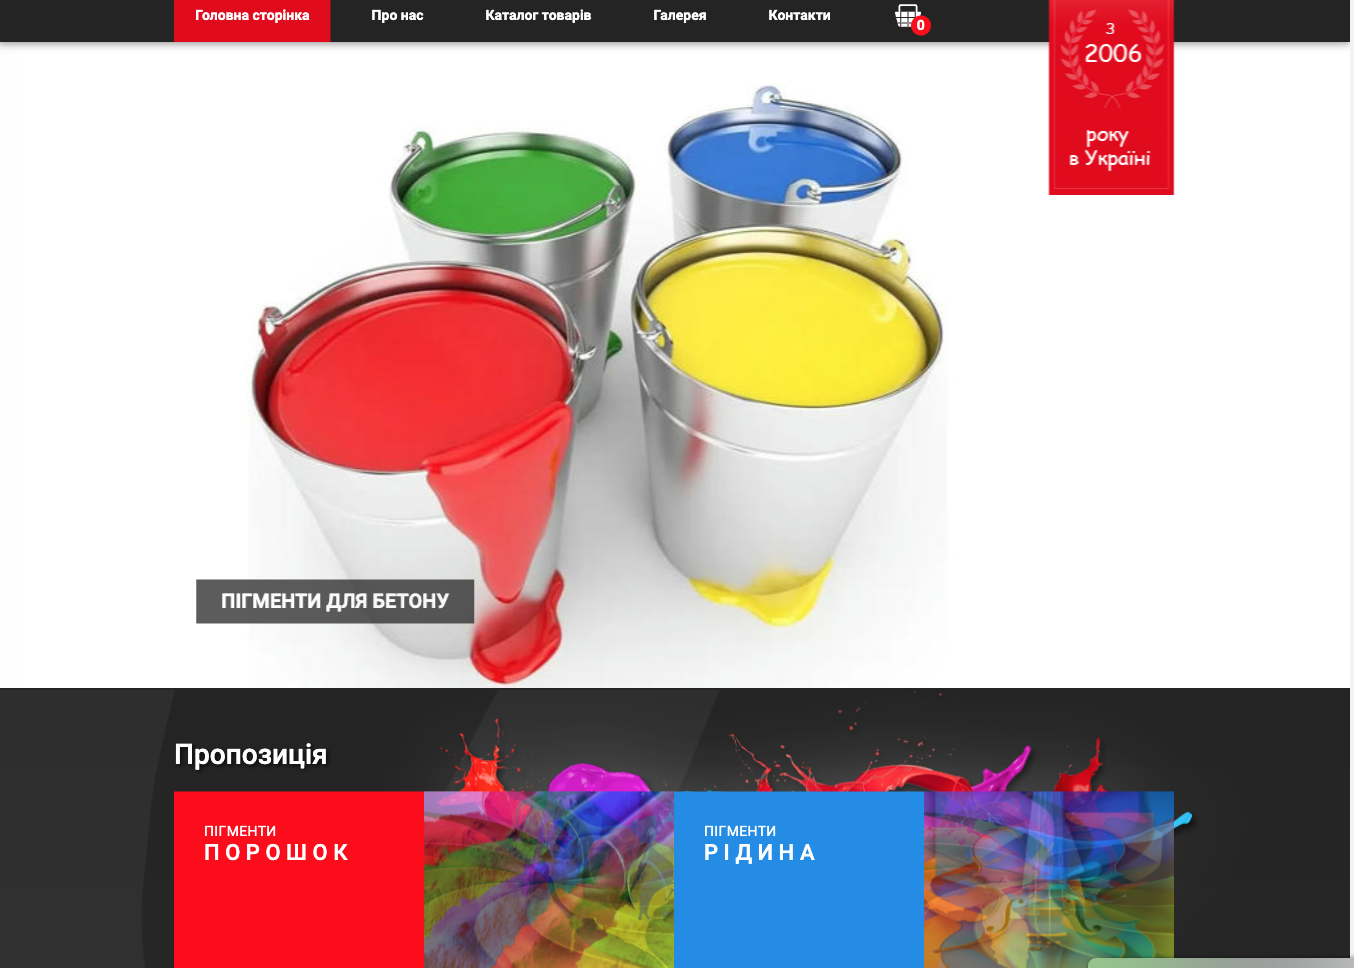 Головна сторінка
Про нас
Каталог товарів
Галерея
Контакти
0
З
2006
року
в Україні
ПІГМЕНТИ ДЛЯ БЕТОНУ
Пропозиція
ПІГМЕНТИ
ПОРОШОК
ПІГМЕНТИ
РІДИНА